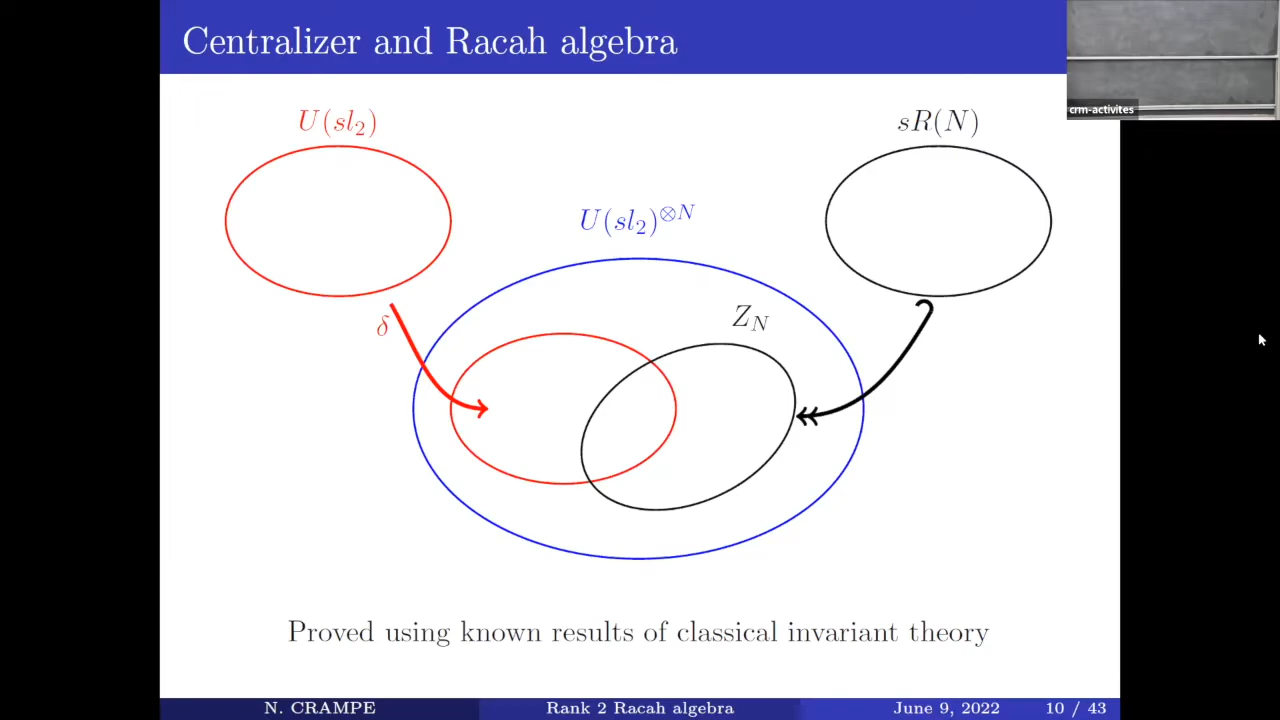 Centralizer and Racah algebra
crm-activites
U(sl₂)
sR(N)
U(sl₂)^{⊗N}
δ
Z_N
Proved using known results of classical invariant theory
N. CRAMPE Rank 2 Racah algebra June 9, 2022 10 / 43